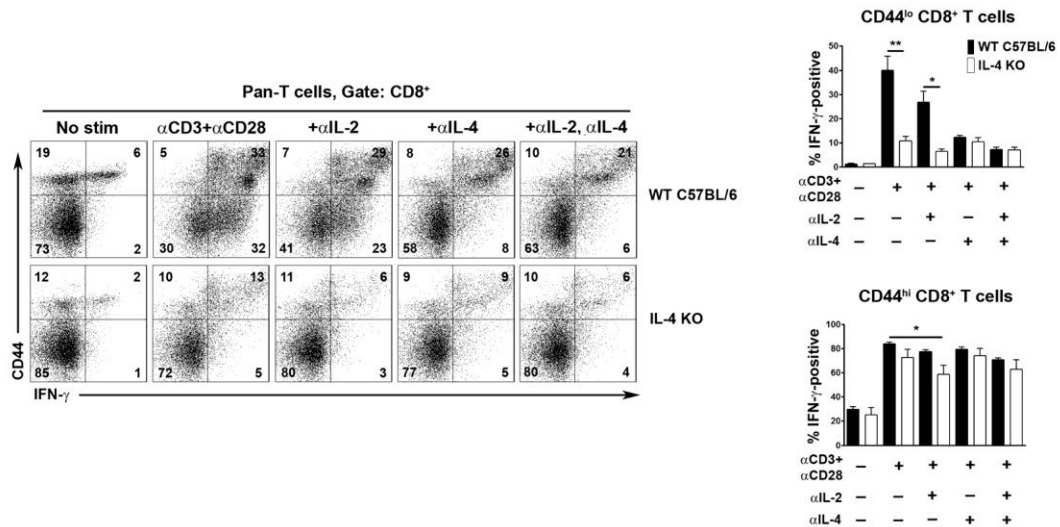 Pan-T cells, Gate: CD8⁺
No stim αCD3+αCD28 +αIL-2 +αIL-4 +αIL-2, αIL-4
19 6 5 33 7 29 8 26 10 21
WT C57BL/6
73 2 30 32 41 23 58 8 63 6
12 2 10 13 11 6 9 9 10 6
IL-4 KO
85 1 72 5 80 3 77 5 80 4
CD44
IFN-γ
CD44ˡᵒ CD8⁺ T cells
WT C57BL/6
IL-4 KO
% IFN-γ-positive
50
40
30
20
10
0
**
*
αCD3+
αCD28
– + + + +
αIL-2 – – + – +
αIL-4 – – – + +
CD44ʰⁱ CD8⁺ T cells
% IFN-γ-positive
100
80
60
40
20
0
*
αCD3+
αCD28
– + + + +
αIL-2 – – + – +
αIL-4 – – – + +